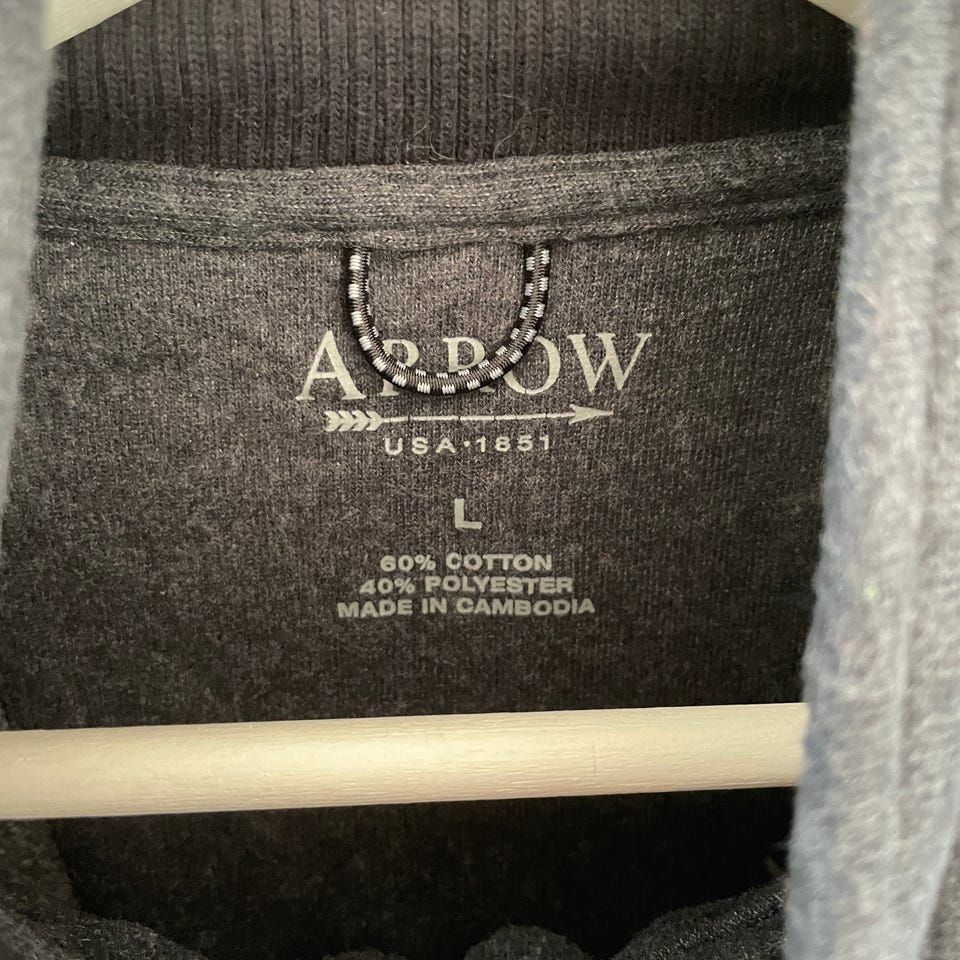 ARROW
USA·1851
L
60% COTTON
40% POLYESTER
MADE IN CAMBODIA